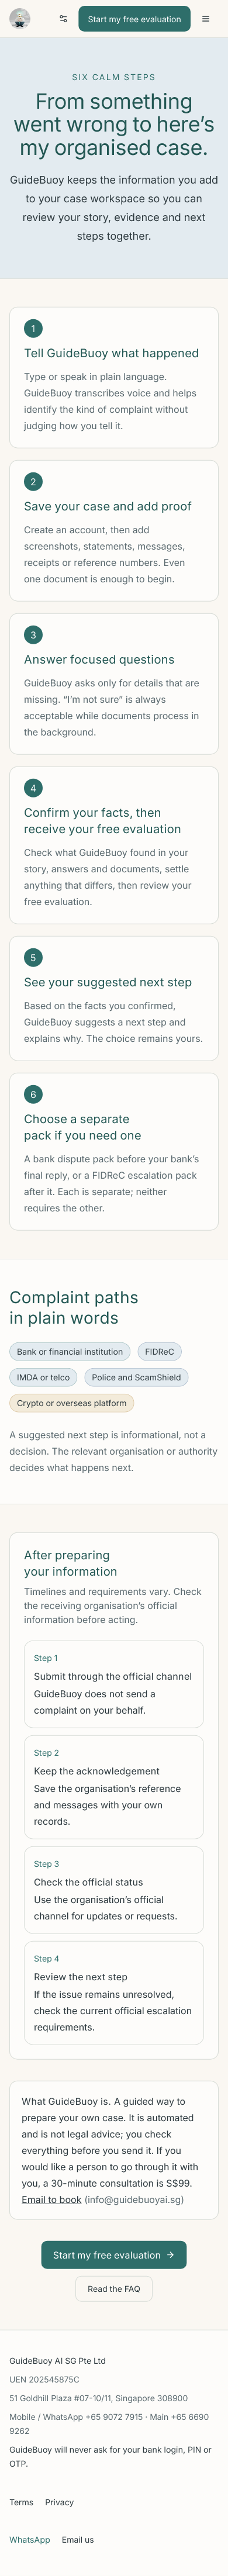 Start my free evaluation
SIX CALM STEPS
From something
went wrong to here's
my organised case.
GuideBuoy keeps the information you add
to your case workspace so you can
review your story, evidence and next
steps together.
1
Tell GuideBuoy what happened
Type or speak in plain language.
GuideBuoy transcribes voice and helps
identify the kind of complaint without
judging how you tell it.
2
Save your case and add proof
Create an account, then add
screenshots, statements, messages,
receipts or reference numbers. Even
one document is enough to begin.
3
Answer focused questions
GuideBuoy asks only for details that are
missing. “I’m not sure” is always
acceptable while documents process in
the background.
4
Confirm your facts, then
receive your free evaluation
Check what GuideBuoy found in your
story, answers and documents, settle
anything that differs, then review your
free evaluation.
5
See your suggested next step
Based on the facts you confirmed,
GuideBuoy suggests a next step and
explains why. The choice remains yours.
6
Choose a separate
pack if you need one
A bank dispute pack before your bank’s
final reply, or a FIDReC escalation pack
after it. Each is separate; neither
requires the other.
Complaint paths
in plain words
Bank or financial institution
FIDReC
IMDA or telco
Police and ScamShield
Crypto or overseas platform
A suggested next step is informational, not a
decision. The relevant organisation or authority
decides what happens next.
After preparing
your information
Timelines and requirements vary. Check
the receiving organisation’s official
information before acting.
Step 1
Submit through the official channel
GuideBuoy does not send a
complaint on your behalf.
Step 2
Keep the acknowledgement
Save the organisation’s reference
and messages with your own
records.
Step 3
Check the official status
Use the organisation’s official
channel for updates or requests.
Step 4
Review the next step
If the issue remains unresolved,
check the current official escalation
requirements.
What GuideBuoy is. A guided way to
prepare your own case. It is automated
and is not legal advice; you check
everything before you send it. If you
would like a person to go through it with
you, a 30-minute consultation is S$99.
Email to book (info@guidebuoyai.sg)
Start my free evaluation →
Read the FAQ
GuideBuoy AI SG Pte Ltd
UEN 202545875C
51 Goldhill Plaza #07-10/11, Singapore 308900
Mobile / WhatsApp +65 9072 7915 · Main +65 6690
9262
GuideBuoy will never ask for your bank login, PIN or
OTP.
Terms
Privacy
WhatsApp
Email us